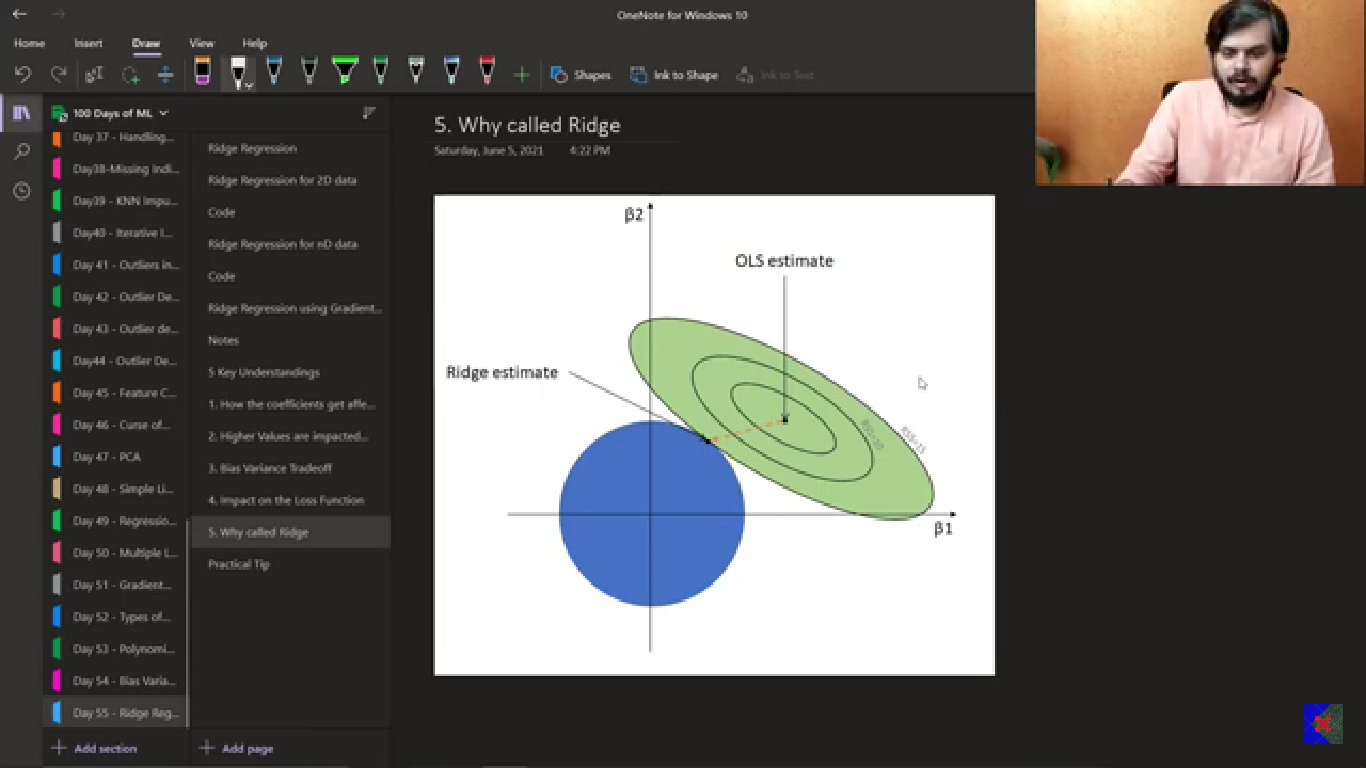 OneNote for Windows 10
Home Insert Draw View Help
Shapes Ink to Shape Ink to Text
100 Days of ML
Day 37 - Handling...
Day38-Missing Indi...
Day39 - KNN Impu...
Day40 - Iterative I...
Day 41 - Outliers in...
Day 42 - Outlier De...
Day 43 - Outlier de...
Day44 - Outlier De...
Day 45 - Feature C...
Day 46 - Curse of...
Day 47 - PCA
Day 48 - Simple Li...
Day 49 - Regressio...
Day 50 - Multiple L...
Day 51 - Gradient...
Day 52 - Types of...
Day 53 - Polynomi...
Day 54 - Bias Varia...
Day 55 - Ridge Reg...
Add section
Ridge Regression
Ridge Regression for 2D data
Code
Ridge Regression for nD data
Code
Ridge Regression using Gradient...
Notes
5 Key Understandings
1. How the coefficients get affe...
2. Higher Values are impacted...
3. Bias Variance Tradeoff
4. Impact on the Loss Function
5. Why called Ridge
Practical Tip
Add page
5. Why called Ridge
Saturday, June 5, 2021 4:22 PM
β2
OLS estimate
Ridge estimate
RSS=15
β1